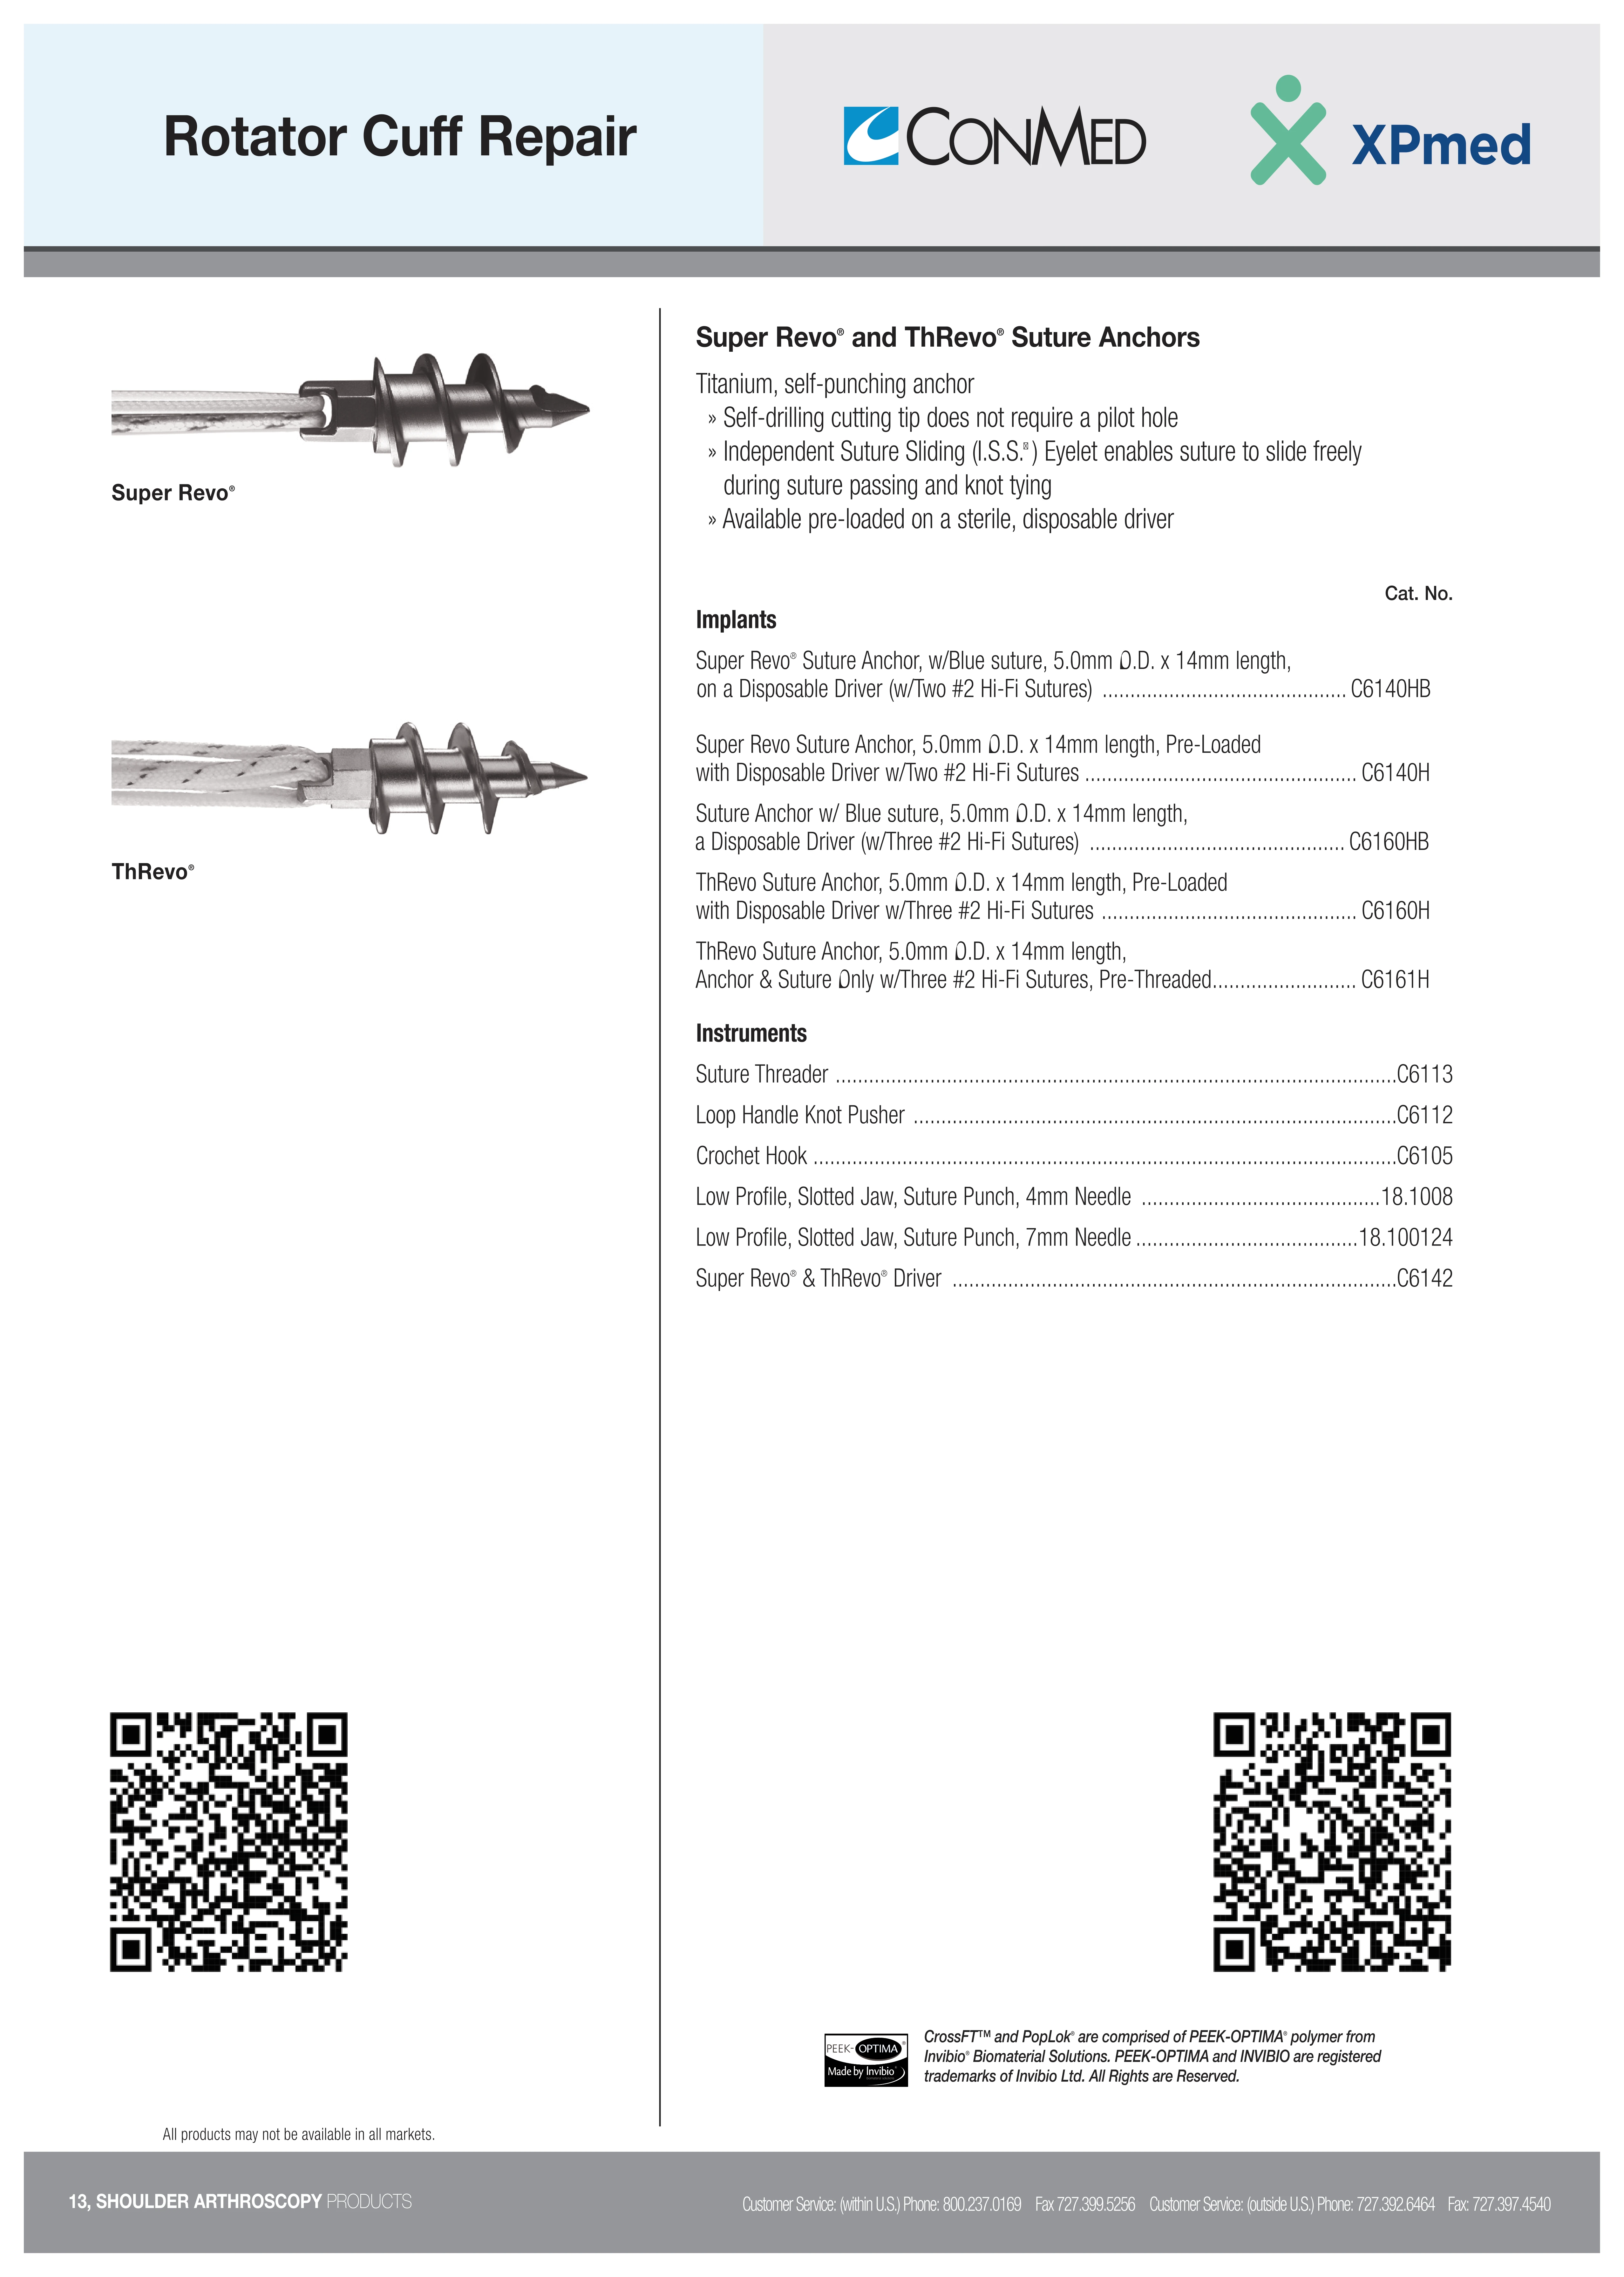 Rotator Cuff Repair
CONMED
XPmed
Super Revo®
ThRevo®
Super Revo® and ThRevo® Suture Anchors
Titanium, self-punching anchor
» Self-drilling cutting tip does not require a pilot hole
» Independent Suture Sliding (I.S.S. ) Eyelet enables suture to slide freely
during suture passing and knot tying
» Available pre-loaded on a sterile, disposable driver
Cat. No.
Implants
Super Revo® Suture Anchor, w/Blue suture, 5.0mm O.D. x 14mm length,
on a Disposable Driver (w/Two #2 Hi-Fi Sutures) ............................................ C6140HB
Super Revo Suture Anchor, 5.0mm O.D. x 14mm length, Pre-Loaded
with Disposable Driver w/Two #2 Hi-Fi Sutures ................................................. C6140H
Suture Anchor w/ Blue suture, 5.0mm O.D. x 14mm length,
a Disposable Driver (w/Three #2 Hi-Fi Sutures) .............................................. C6160HB
ThRevo Suture Anchor, 5.0mm O.D. x 14mm length, Pre-Loaded
with Disposable Driver w/Three #2 Hi-Fi Sutures .............................................. C6160H
ThRevo Suture Anchor, 5.0mm O.D. x 14mm length,
Anchor & Suture Only w/Three #2 Hi-Fi Sutures, Pre-Threaded.......................... C6161H
Instruments
Suture Threader .....................................................................................................C6113
Loop Handle Knot Pusher .......................................................................................C6112
Crochet Hook .........................................................................................................C6105
Low Profile, Slotted Jaw, Suture Punch, 4mm Needle ...........................................18.1008
Low Profile, Slotted Jaw, Suture Punch, 7mm Needle ........................................18.100124
Super Revo® & ThRevo® Driver ................................................................................C6142
PEEK-OPTIMA®
Made by Invibio
CrossFT™ and PopLok® are comprised of PEEK-OPTIMA® polymer from
Invibio® Biomaterial Solutions. PEEK-OPTIMA and INVIBIO are registered
trademarks of Invibio Ltd. All Rights are Reserved.
All products may not be available in all markets.
13, SHOULDER ARTHROSCOPY PRODUCTS
Customer Service: (within U.S.) Phone: 800.237.0169 Fax 727.399.5256 Customer Service: (outside U.S.) Phone: 727.392.6464 Fax: 727.397.4540